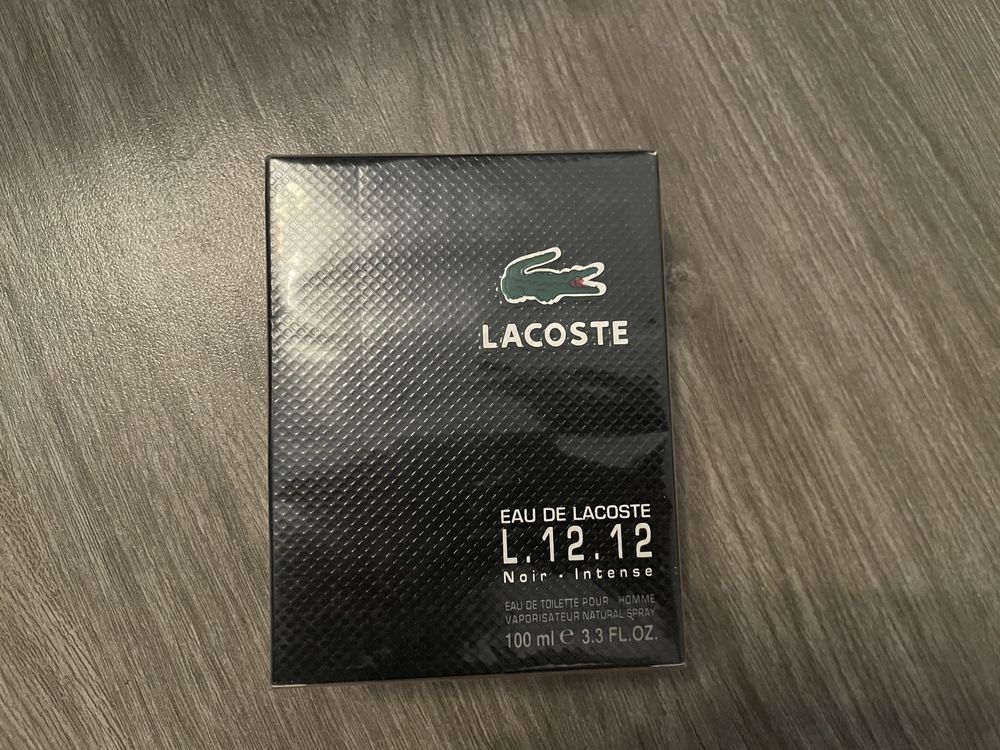 LACOSTE
EAU DE LACOSTE
L.12.12
Noir · Intense
EAU DE TOILETTE POUR HOMME
VAPORISATEUR NATURAL SPRAY
100 ml ℮ 3.3 FL.OZ.